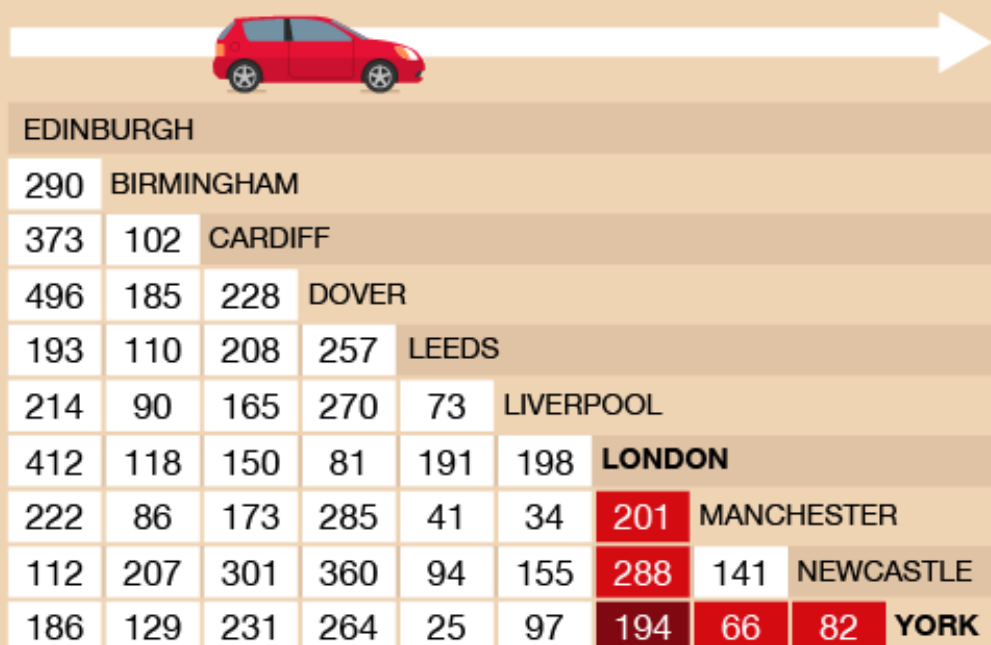 EDINBURGH
290 BIRMINGHAM
373 102 CARDIFF
496 185 228 DOVER
193 110 208 257 LEEDS
214 90 165 270 73 LIVERPOOL
412 118 150 81 191 198 LONDON
222 86 173 285 41 34 201 MANCHESTER
112 207 301 360 94 155 288 141 NEWCASTLE
186 129 231 264 25 97 194 66 82 YORK